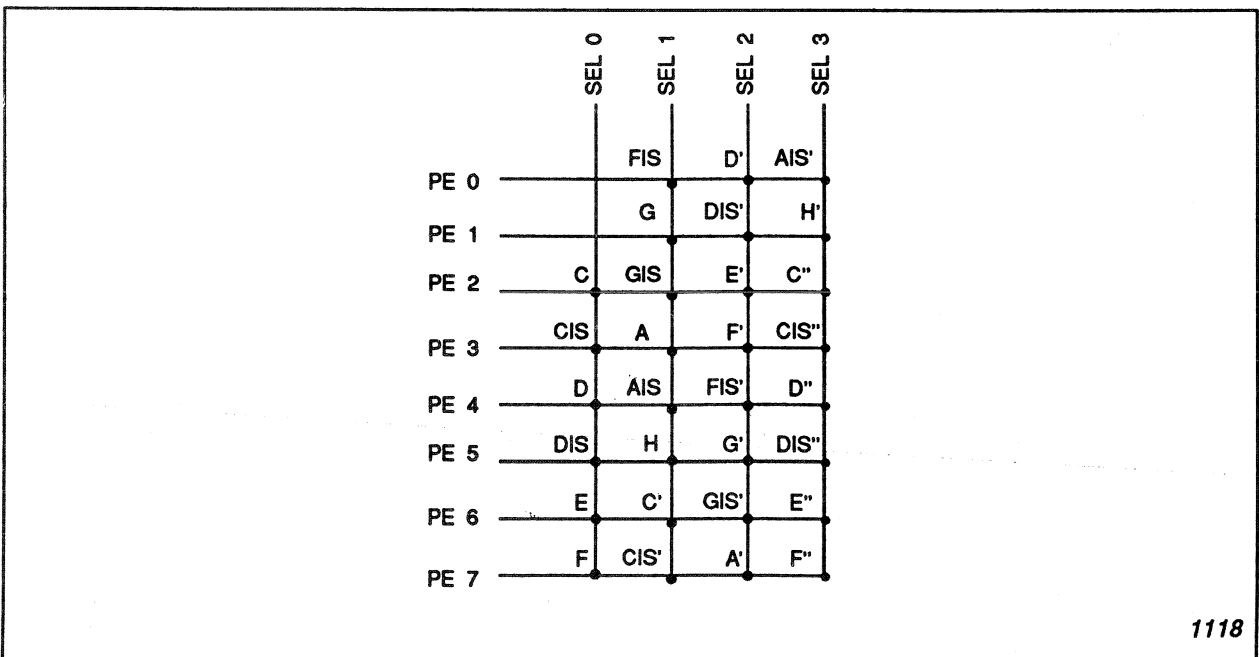 SEL 0 SEL 1 SEL 2 SEL 3
FIS D' AIS'
PE 0
G DIS' H'
PE 1
C GIS E' C"
PE 2
CIS A F' CIS"
PE 3
D AIS FIS' D"
PE 4
DIS H G' DIS"
PE 5
E C' GIS' E"
PE 6
F CIS' A' F"
PE 7
1118